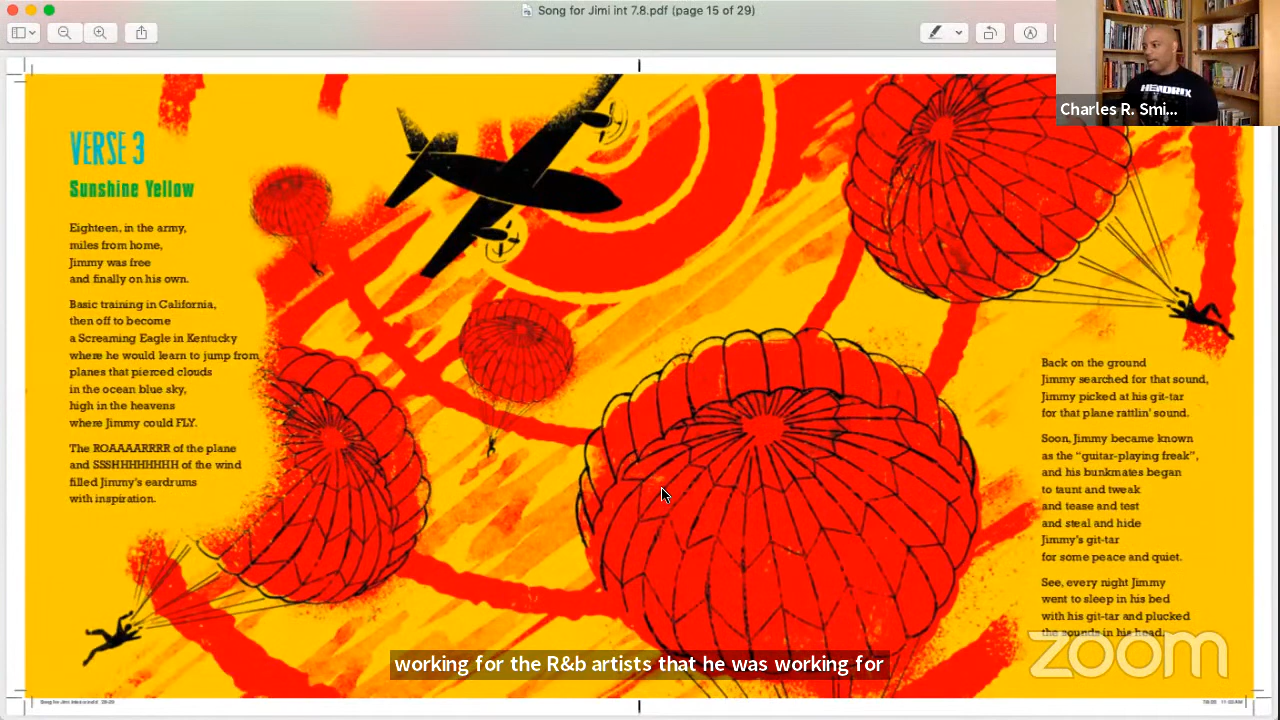 Song for Jimi int 7.8.pdf (page 15 of 29)
HENDRIX
Charles R. Smi...
VERSE 3
Sunshine Yellow
Eighteen, in the army,
miles from home,
Jimmy was free
and finally on his own.
Basic training in California,
then off to become
a Screaming Eagle in Kentucky
where he would learn to jump from
planes that pierced clouds
in the ocean blue sky,
high in the heavens
where Jimmy could FLY.
The ROAAAARRRR of the plane
and SSSHHHHHHHH of the wind
filled Jimmy's eardrums
with inspiration.
Back on the ground
Jimmy searched for that sound,
Jimmy picked at his git-tar
for that plane rattlin' sound.
Soon, Jimmy became known
as the "guitar-playing freak",
and his bunkmates began
to taunt and tweak
and tease and test
and steal and hide
Jimmy's git-tar
for some peace and quiet.
See, every night Jimmy
went to sleep in his bed
with his git-tar and plucked
the sounds in his head.
zoom
working for the R&b artists that he was working for